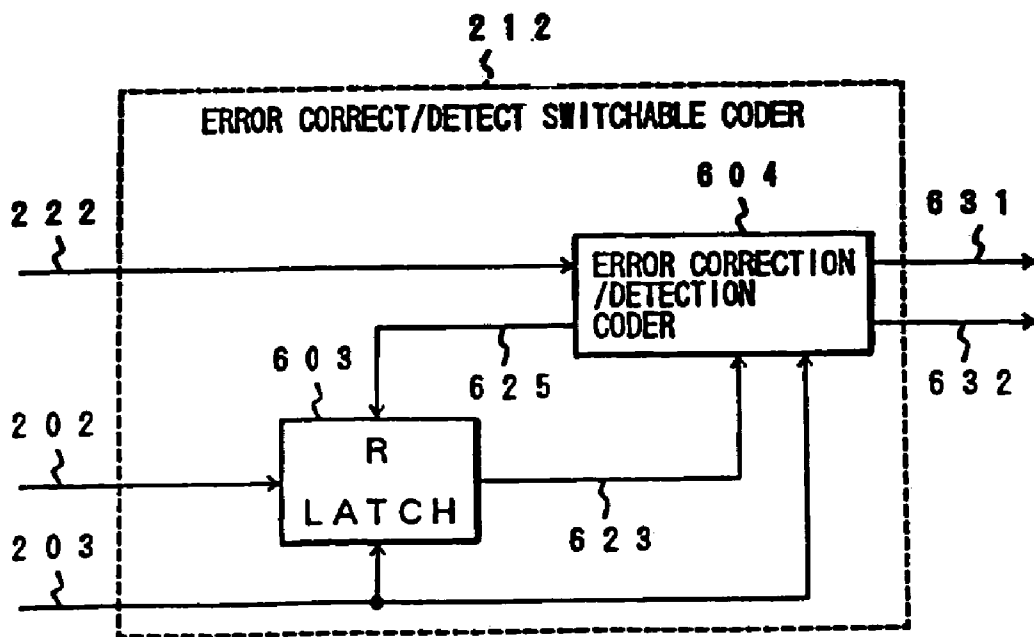 212
ERROR CORRECT/DETECT SWITCHABLE CODER
604
222
631
ERROR CORRECTION
/DETECTION
CODER
603
625
632
202
R
LATCH
623
203